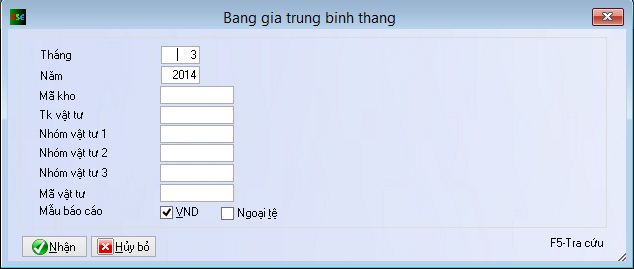 SE
Bang gia trung binh thang
Tháng 3
Năm 2014
Mã kho
Tk vật tư
Nhóm vật tư 1
Nhóm vật tư 2
Nhóm vật tư 3
Mã vật tư
Mẫu báo cáo VND Ngoại tệ
Nhận Hủy bỏ F5-Tra cứu